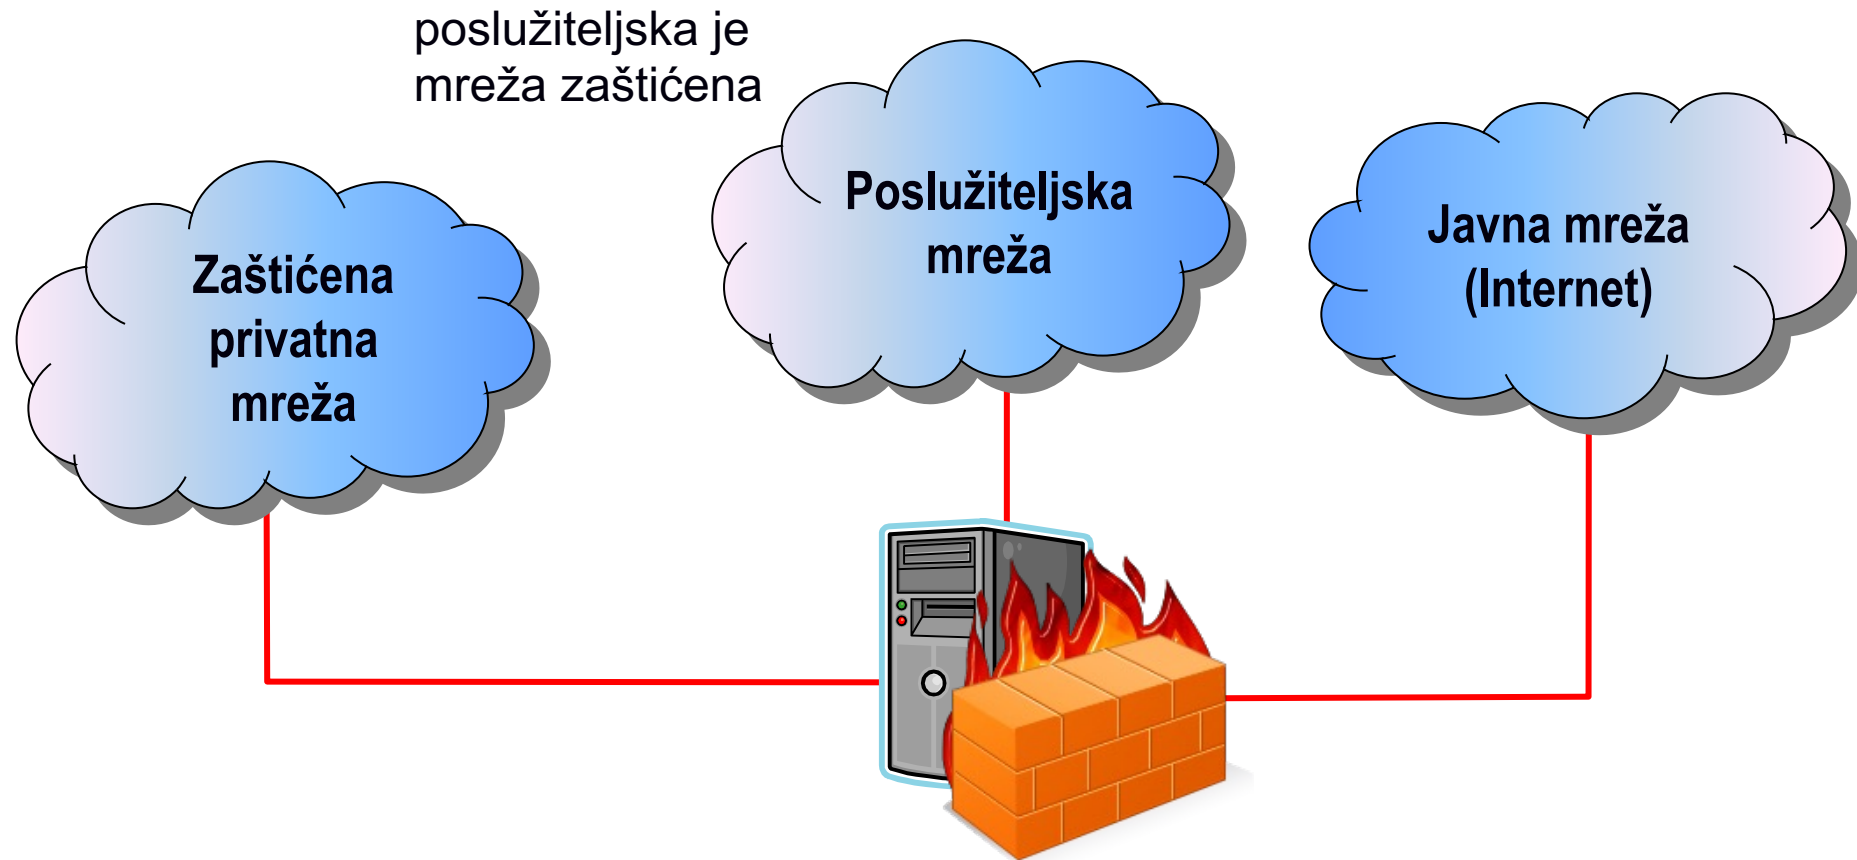 poslužiteljska je
mreža zaštićena
Zaštićena
privatna
mreža
Poslužiteljska
mreža
Javna mreža
(Internet)